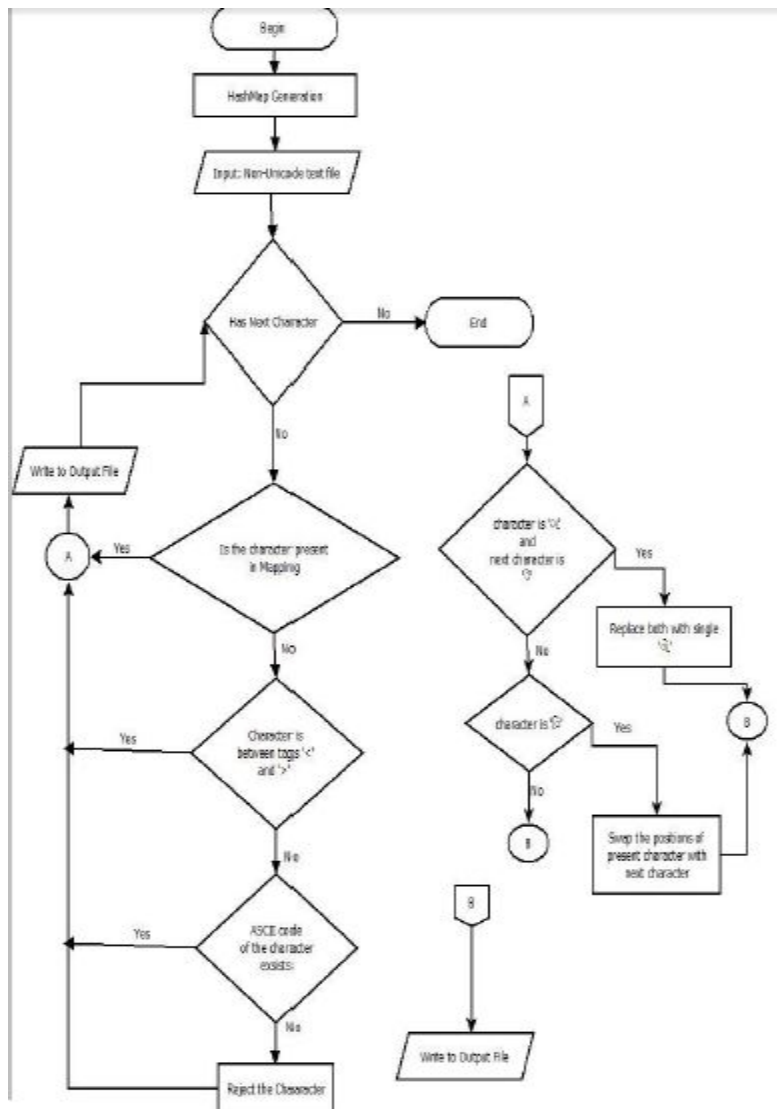 Begin
HashMap Generation
Input: Non-Unicode text file
Has Next Character
No
End
No
Write to Output File
A
Yes
Is the character present
in Mapping
No
Character is
between tags '<'
and '>'
Yes
No
ASCII code
of the character
exsists
Yes
No
Reject the Chararacter
A
character is
and
next character is
Yes
Replace both with single
B
No
character is
Yes
No
B
Swap the positions of
present character with
next character
B
Write to Output File